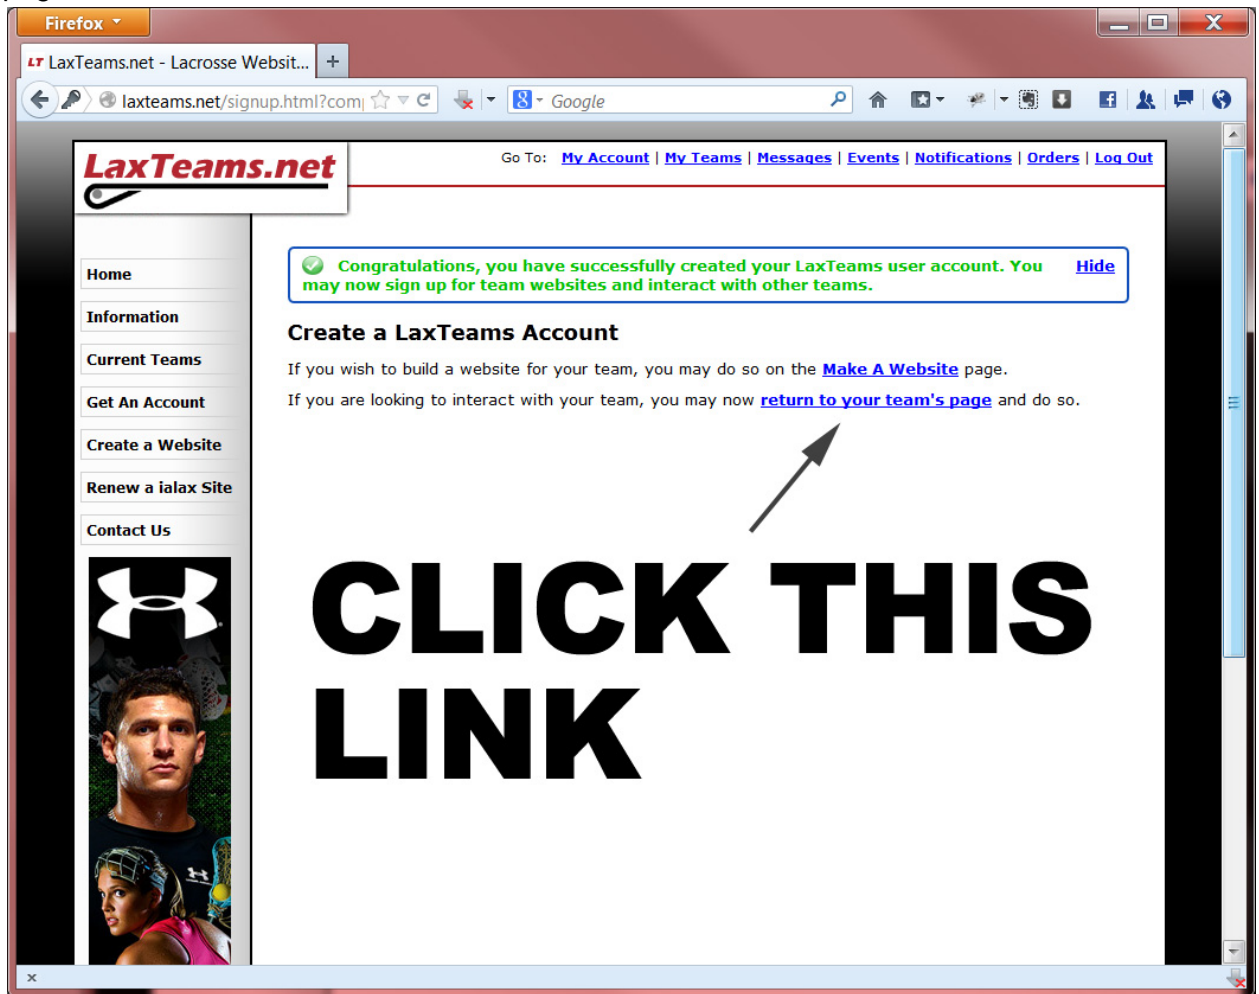 Firefox
LT LaxTeams.net - Lacrosse Websit... +
laxteams.net/signup.html?com
8 Google
LaxTeams.net
Go To: My Account | My Teams | Messages | Events | Notifications | Orders | Log Out
Home
Information
Current Teams
Get An Account
Create a Website
Renew a ialax Site
Contact Us
Congratulations, you have successfully created your LaxTeams user account. You Hide
may now sign up for team websites and interact with other teams.
Create a LaxTeams Account
If you wish to build a website for your team, you may do so on the Make A Website page.
If you are looking to interact with your team, you may now return to your team's page and do so.
CLICK THIS
LINK